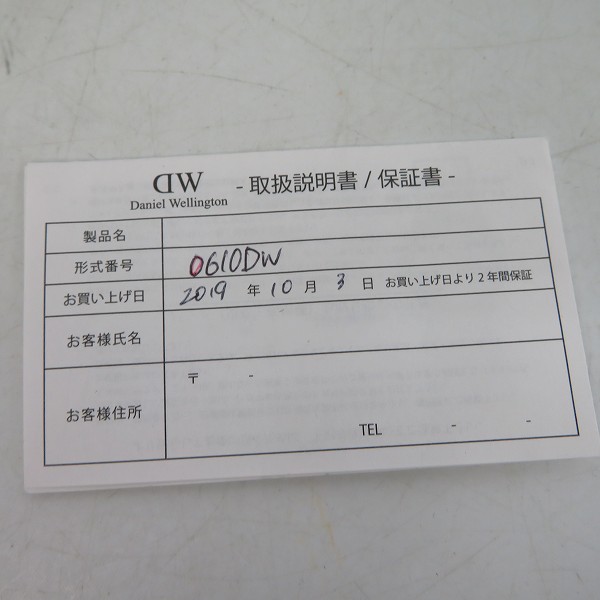 DW
Daniel Wellington
- 取扱説明書 / 保証書 -
製品名
形式番号 0610DW
お買い上げ日 2019 年 10 月 3 日 お買い上げ日より2年間保証
お客様氏名
お客様住所 〒 -
TEL - -